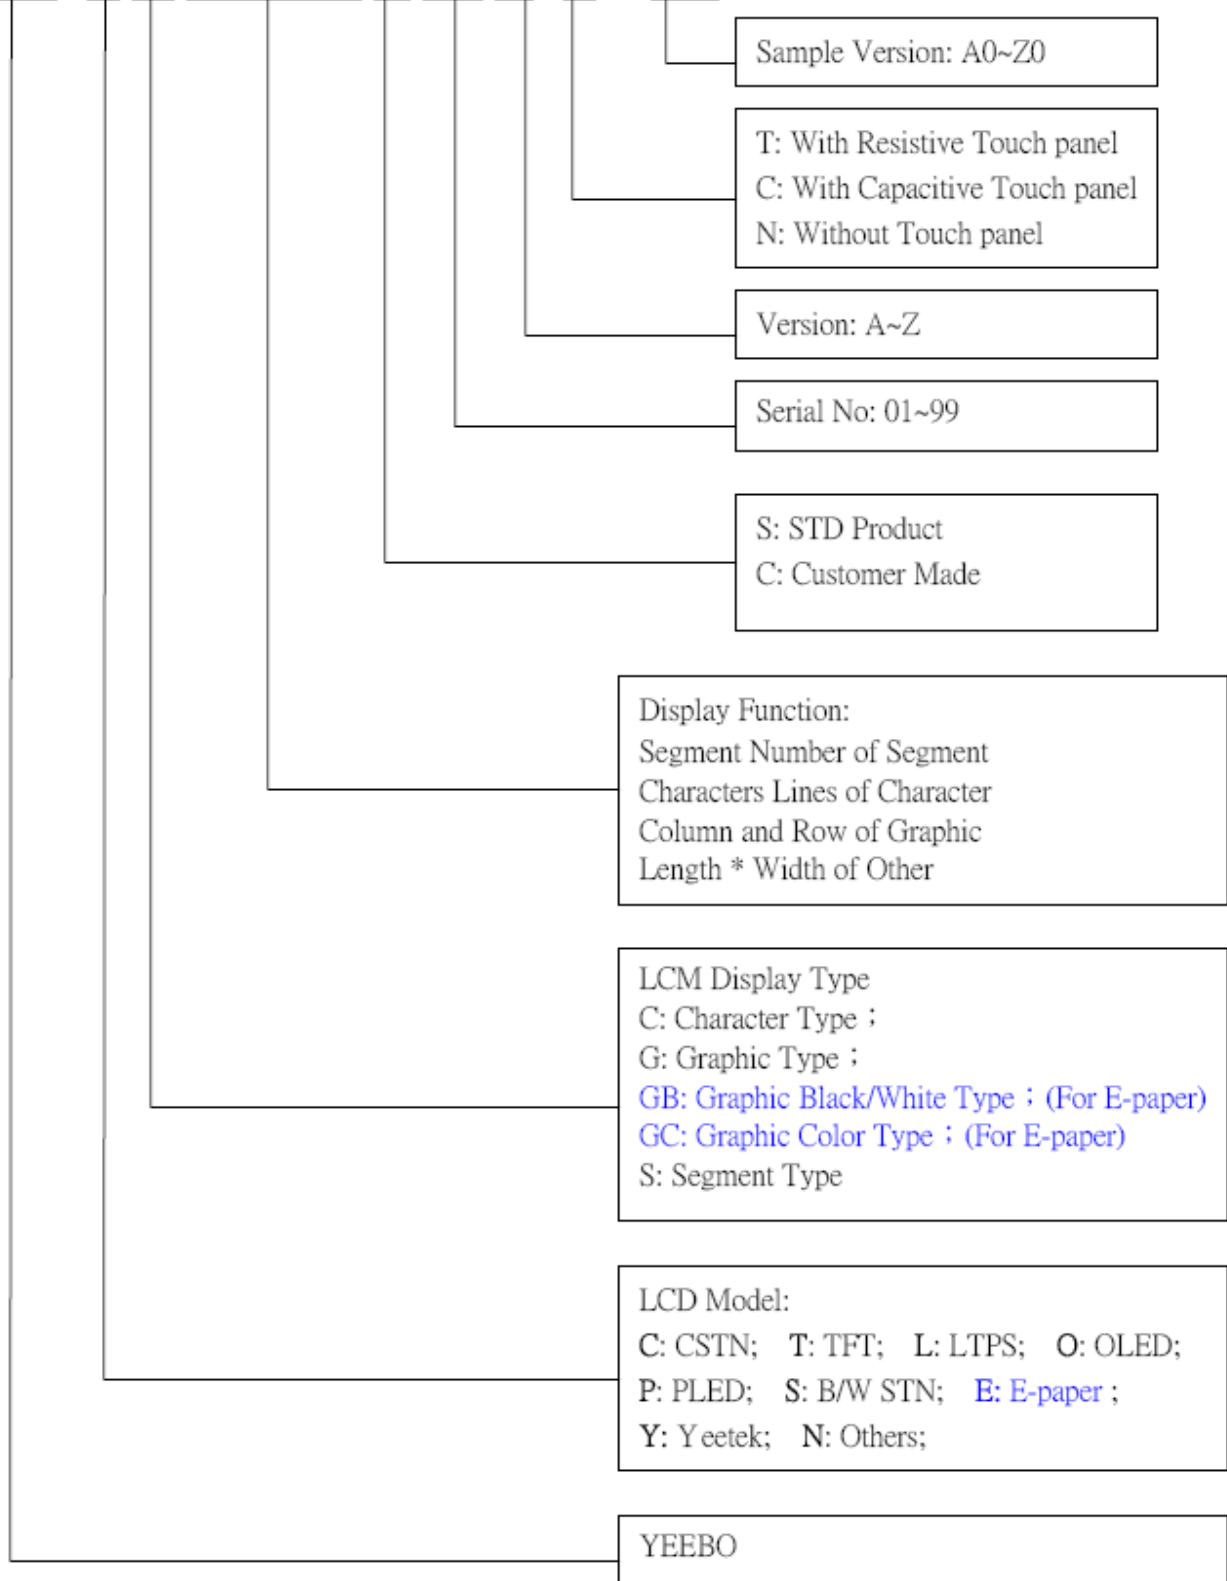 Sample Version: A0~Z0
T: With Resistive Touch panel
C: With Capacitive Touch panel
N: Without Touch panel
Version: A~Z
Serial No: 01~99
S: STD Product
C: Customer Made
Display Function:
Segment Number of Segment
Characters Lines of Character
Column and Row of Graphic
Length * Width of Other
LCM Display Type
C: Character Type；
G: Graphic Type；
GB: Graphic Black/White Type；(For E-paper)
GC: Graphic Color Type；(For E-paper)
S: Segment Type
LCD Model:
C: CSTN; T: TFT; L: LTPS; O: OLED;
P: PLED; S: B/W STN; E: E-paper ;
Y: Yeetek; N: Others;
YEEBO